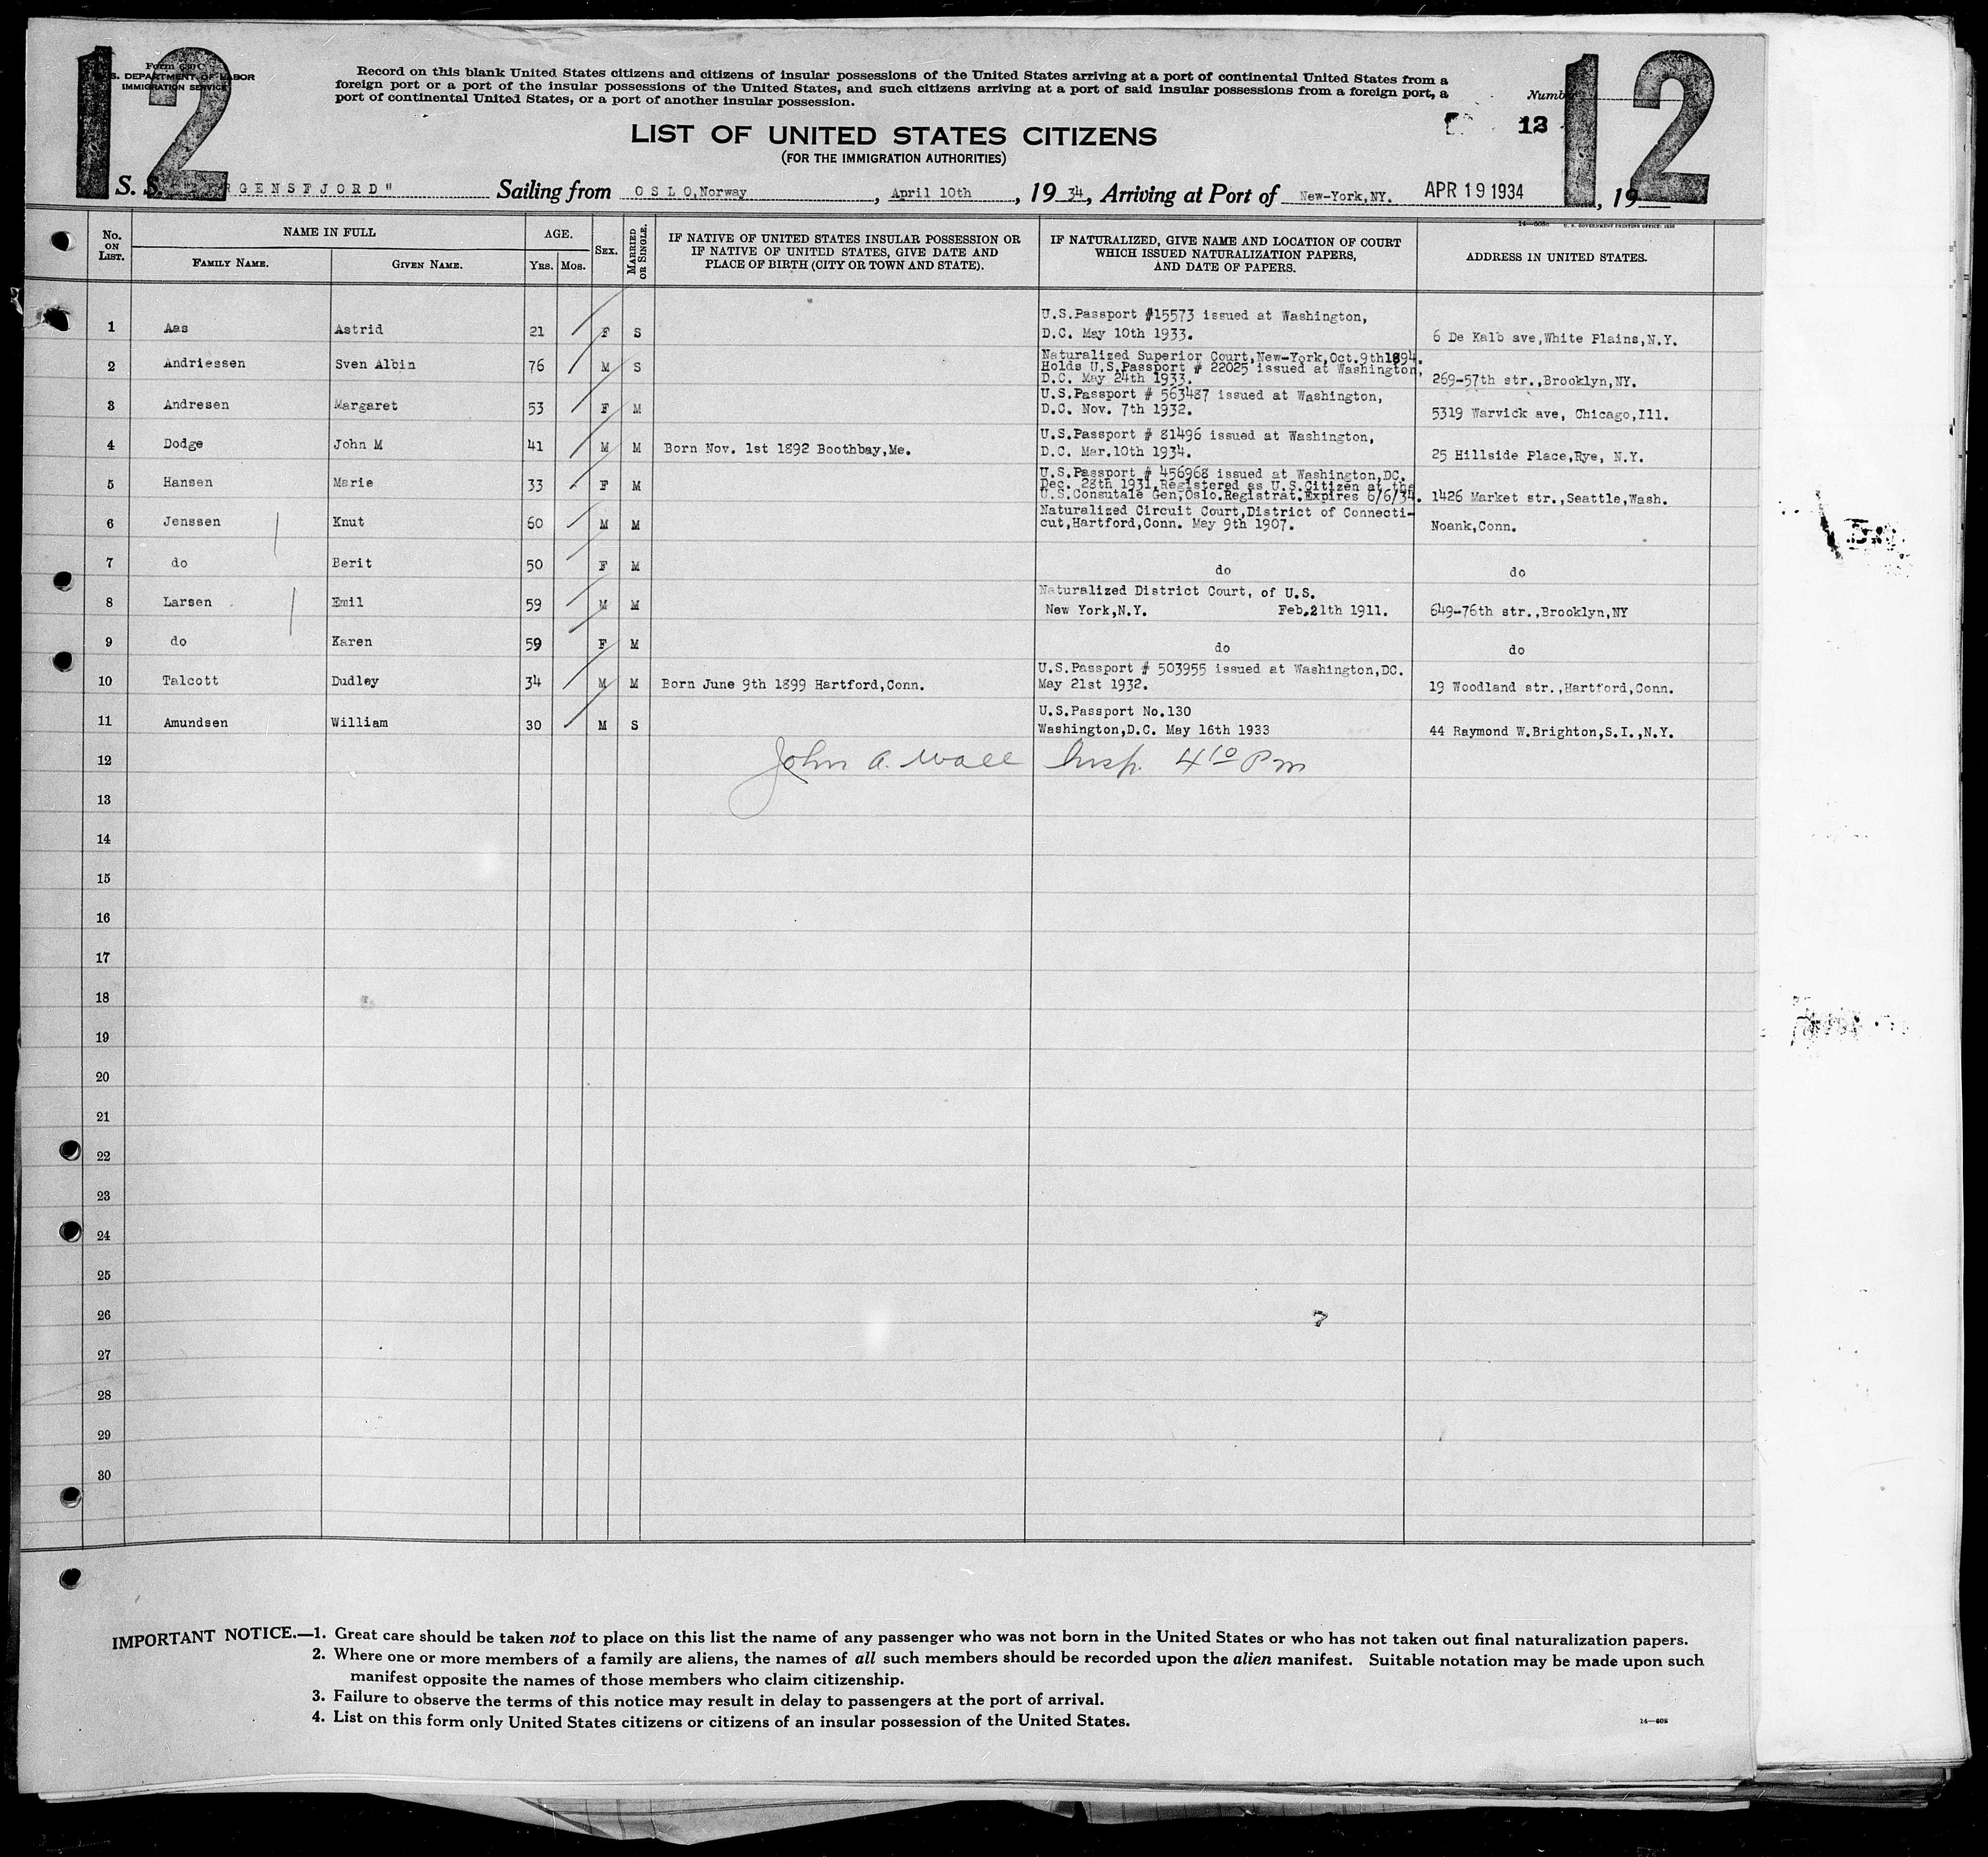 12
12
Form 630 C
U.S. DEPARTMENT OF LABOR
IMMIGRATION SERVICE
Record on this blank United States citizens and citizens of insular possessions of the United States arriving at a port of continental United States from a
foreign port or a port of the insular possessions of the United States, and such citizens arriving at a port of said insular possessions from a foreign port, a
port of continental United States, or a port of another insular possession.
Number
12
LIST OF UNITED STATES CITIZENS
(FOR THE IMMIGRATION AUTHORITIES)
S. S. "BERGENSFJORD" Sailing from OSLO,Norway, April 10th, 19 34, Arriving at Port of New-York,NY. APR 19 1934, 19
U. S. GOVERNMENT PRINTING OFFICE:
No. ON LIST. NAME IN FULL AGE. SEX. MARRIED OR SINGLE. IF NATIVE OF UNITED STATES INSULAR POSSESSION OR IF NATIVE OF UNITED STATES, GIVE DATE AND PLACE OF BIRTH (CITY OR TOWN AND STATE). IF NATURALIZED, GIVE NAME AND LOCATION OF COURT WHICH ISSUED NATURALIZATION PAPERS, AND DATE OF PAPERS. ADDRESS IN UNITED STATES.
FAMILY NAME. GIVEN NAME. YRS. MOS.
1 Aas Astrid 21 F S U.S.Passport #15573 issued at Washington,
D.C. May 10th 1933. 6 De Kalb ave,White Plains,N.Y.
2 Andriessen Sven Albin 76 M S Naturalized Superior Court,New-York,Oct.9th1894.
Holds U.S.Passport # 22025 issued at Washington,
D.C. May 24th 1933. 269-57th str.,Brooklyn,NY.
3 Andresen Margaret 53 F M U.S.Passport # 563487 issued at Washington,
D.C. Nov. 7th 1932. 5319 Warvick ave, Chicago,Ill.
4 Dodge John M 41 M M Born Nov. 1st 1892 Boothbay,Me. U.S.Passport # 81496 issued at Washington,
D.C. Mar.10th 1934. 25 Hillside Place,Rye, N.Y.
5 Hansen Marie 33 F M U.S.Passport # 456968 issued at Washington,DC.
Dec. 28th 1931,Registered as U.S.Citizen at the
U.S.Consutale Gen,Oslo.Registrat.Expires 6/6/34. 1426 Market str.,Seattle,Wash.
6 Jenssen Knut 60 M M Naturalized Circuit Court,District of Connecti-
cut,Hartford,Conn. May 9th 1907. Noank,Conn.
7 do Berit 50 F M do do
8 Larsen Emil 59 M M Naturalized District Court, of U.S.
New York,N.Y. Feb,21th 1911. 649-76th str.,Brooklyn,NY
9 do Karen 59 F M do do
10 Talcott Dudley 34 M M Born June 9th 1899 Hartford,Conn. U.S.Passport # 503955 issued at Washington,DC.
May 21st 1932. 19 Woodland str.,Hartford,Conn.
11 Amundsen William 30 M S U.S.Passport No.130
Washington,D.C. May 16th 1933 44 Raymond W.Brighton,S.I.,N.Y.
12 John A. Wall Insp. 4 10 Pm
13
14
15
16
17
18
19
20
21
22
23
24
25
26
27
28
29
30
IMPORTANT NOTICE.—1. Great care should be taken not to place on this list the name of any passenger who was not born in the United States or who has not taken out final naturalization papers.
2. Where one or more members of a family are aliens, the names of all such members should be recorded upon the alien manifest. Suitable notation may be made upon such
manifest opposite the names of those members who claim citizenship.
3. Failure to observe the terms of this notice may result in delay to passengers at the port of arrival.
4. List on this form only United States citizens or citizens of an insular possession of the United States.
14—608